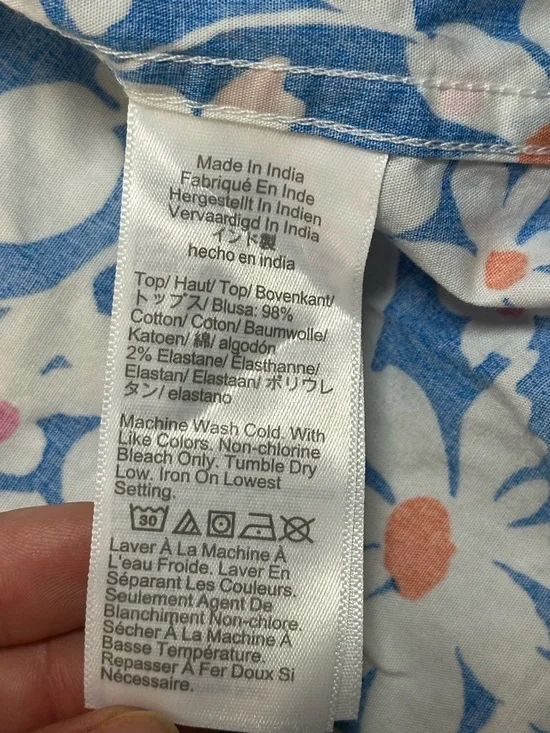 Made In India
Fabriqué En Inde
Hergestellt In Indien
Vervaardigd In India
インド製
hecho en india
Top/ Haut/ Top/ Bovenkant/
トップス/ Blusa: 98%
Cotton/ Coton/ Baumwolle/
Katoen/ 綿/ algodón
2% Elastane/ Élasthanne/
Elastan/ Elastaan/ ポリウレ
タン/ elastano
Machine Wash Cold. With
Like Colors. Non-chlorine
Bleach Only. Tumble Dry
Low. Iron On Lowest
Setting.
30
Laver À La Machine À
L'eau Froide. Laver En
Séparant Les Couleurs.
Seulement Agent De
Blanchiment Non-chlore.
Sécher À La Machine À
Basse Température.
Repasser À Fer Doux Si
Nécessaire.